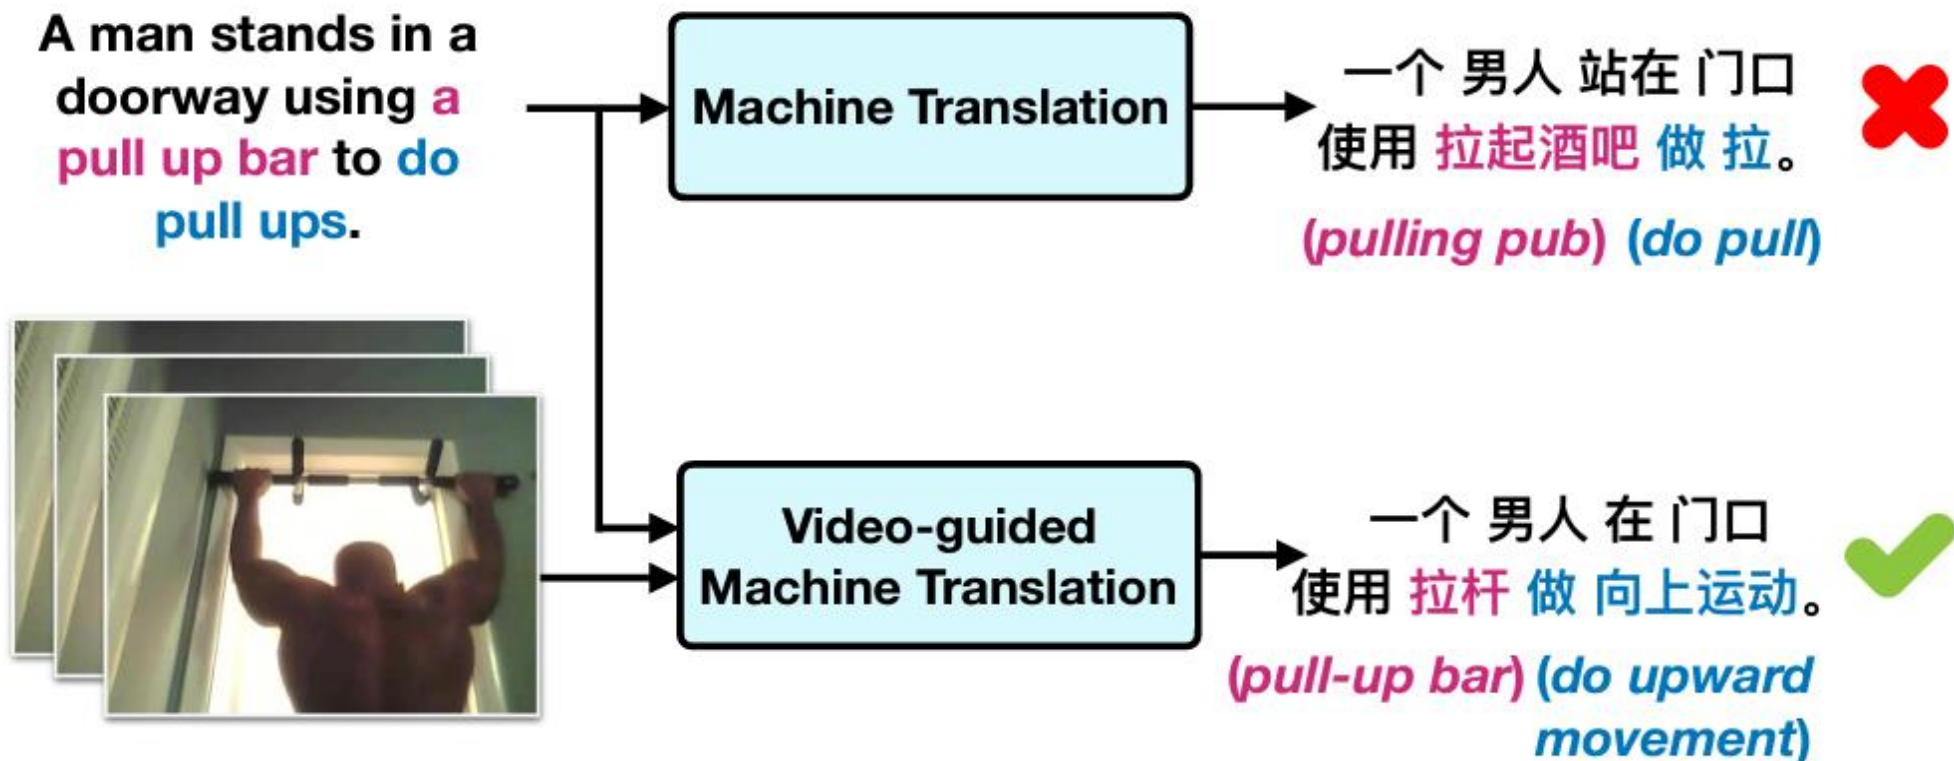 A man stands in a
doorway using a
pull up bar to do
pull ups.
Machine Translation
一个 男人 站在 门口
使用 拉起酒吧 做 拉。
(pulling pub) (do pull)
Video-guided
Machine Translation
一个 男人 在 门口
使用 拉杆 做 向上运动。
(pull-up bar) (do upward
movement)